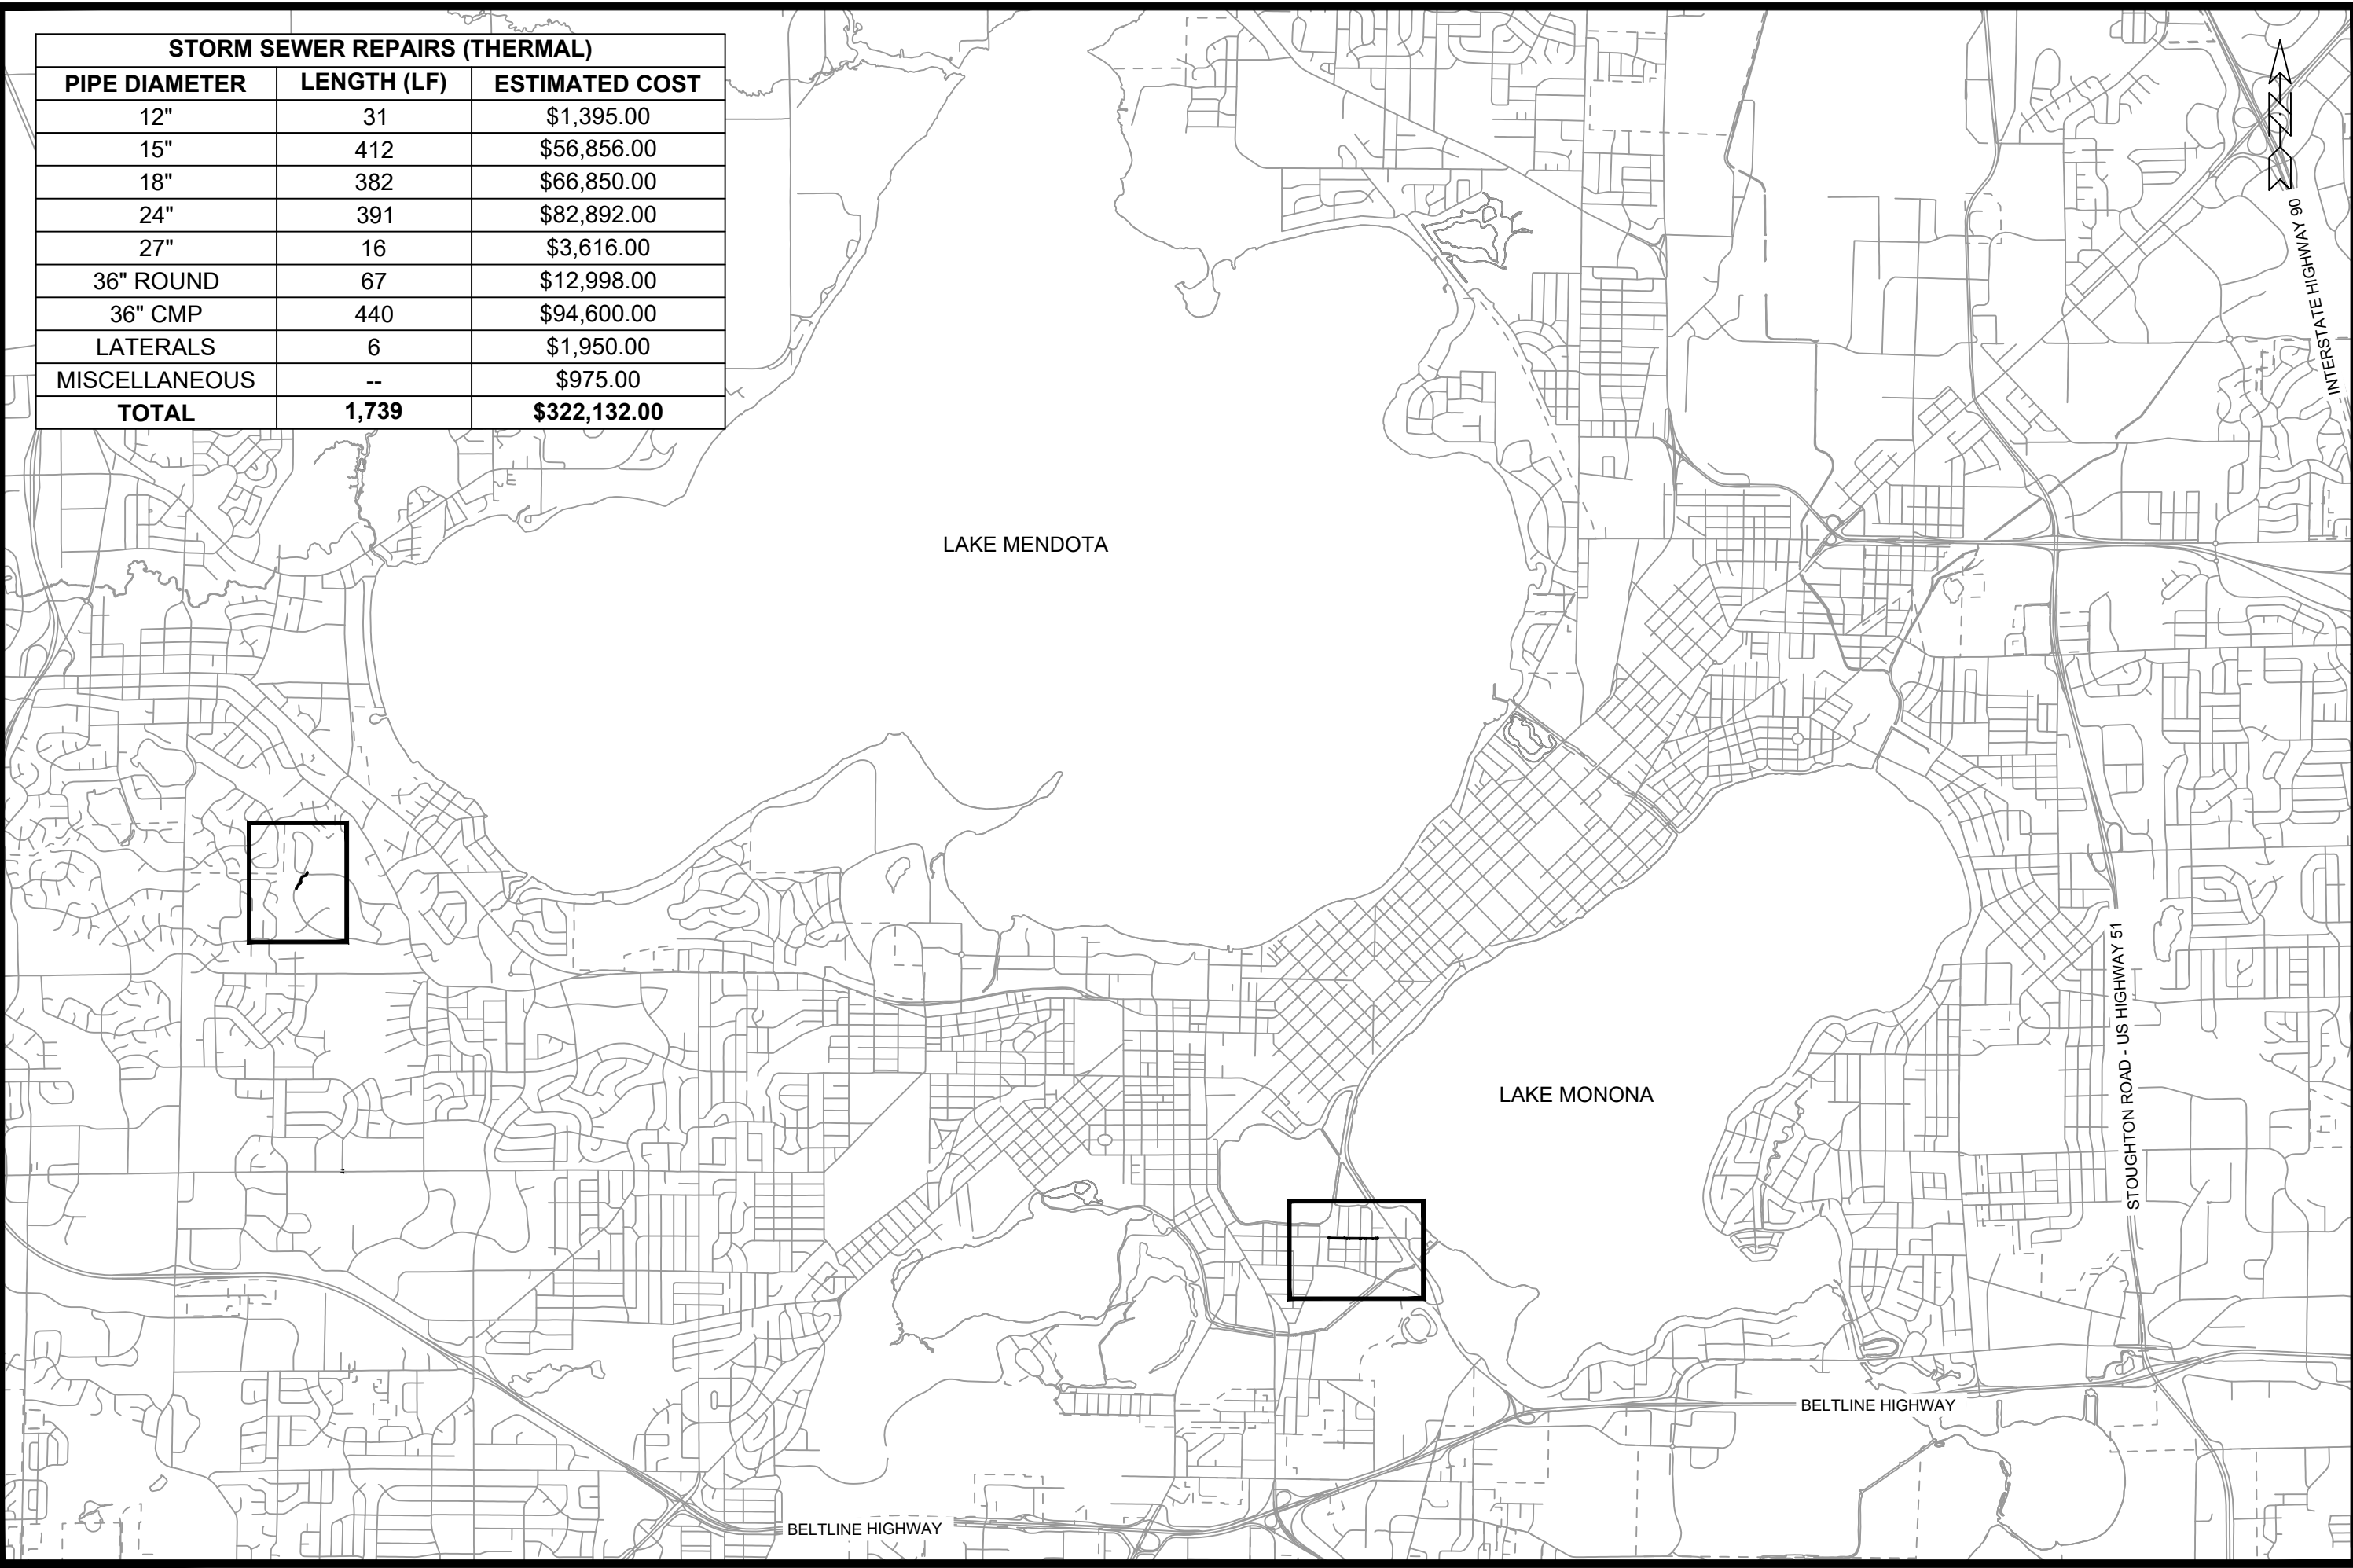 STORM SEWER REPAIRS (THERMAL)
PIPE DIAMETER LENGTH (LF) ESTIMATED COST
12" 31 $1,395.00
15" 412 $56,856.00
18" 382 $66,850.00
24" 391 $82,892.00
27" 16 $3,616.00
36" ROUND 67 $12,998.00
36" CMP 440 $94,600.00
LATERALS 6 $1,950.00
MISCELLANEOUS -- $975.00
TOTAL 1,739 $322,132.00
INTERSTATE HIGHWAY 90
LAKE MENDOTA
LAKE MONONA
STOUGHTON ROAD - US HIGHWAY 51
BELTLINE HIGHWAY
BELTLINE HIGHWAY